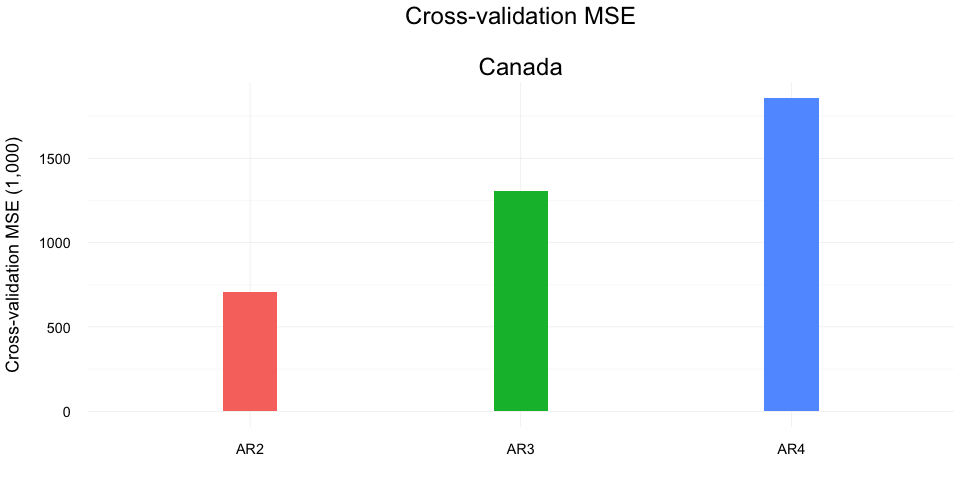 Cross-validation MSE
Canada
Cross-validation MSE (1,000)
1500
1000
500
0
AR2
AR3
AR4